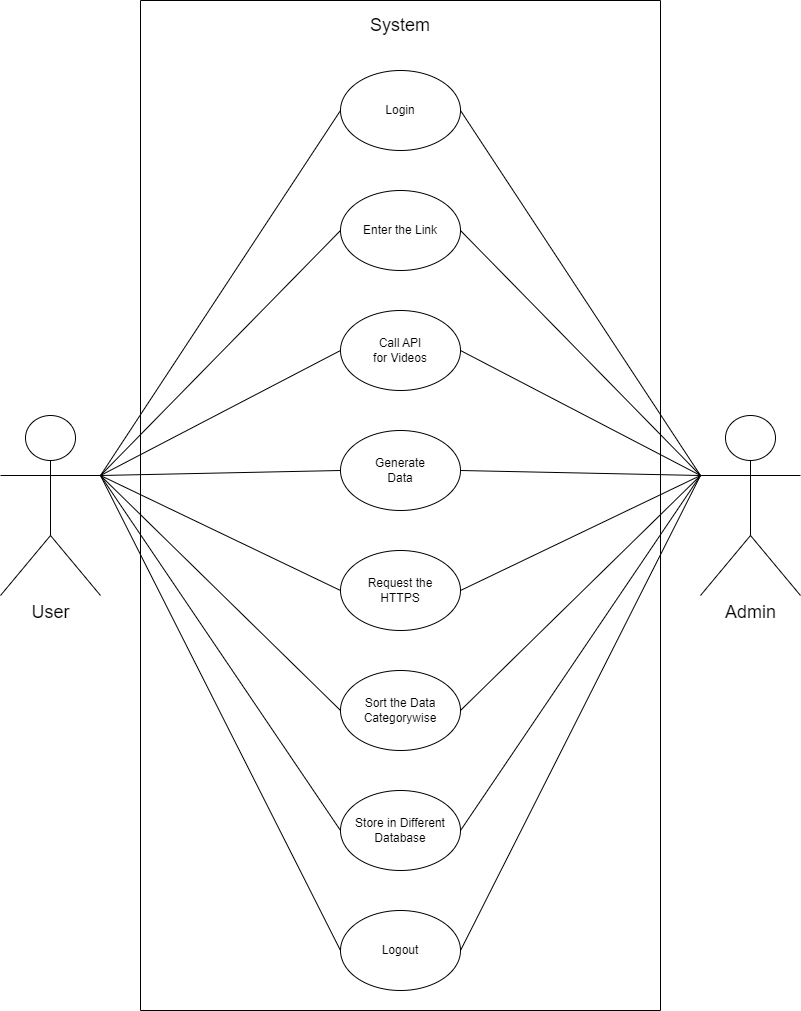 System
Login
Enter the Link
Call API
for Videos
Generate
Data
Request the
HTTPS
User
Admin
Sort the Data
Categorywise
Store in Different
Database
Logout